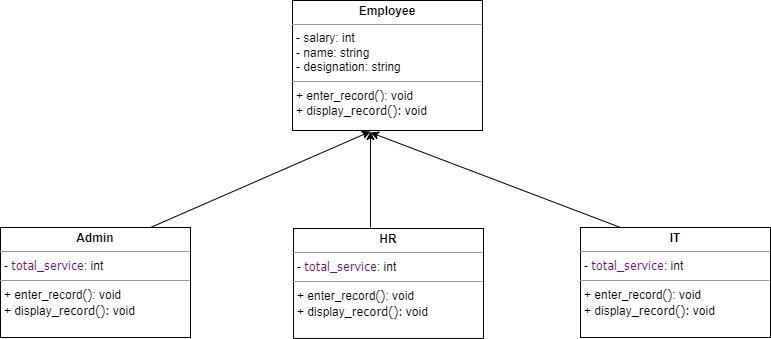 Employee
- salary: int
- name: string
- designation: string
+ enter_record(): void
+ display_record(): void
Admin
- total_service: int
+ enter_record(): void
+ display_record(): void
HR
- total_service: int
+ enter_record(): void
+ display_record(): void
IT
- total_service: int
+ enter_record(): void
+ display_record(): void